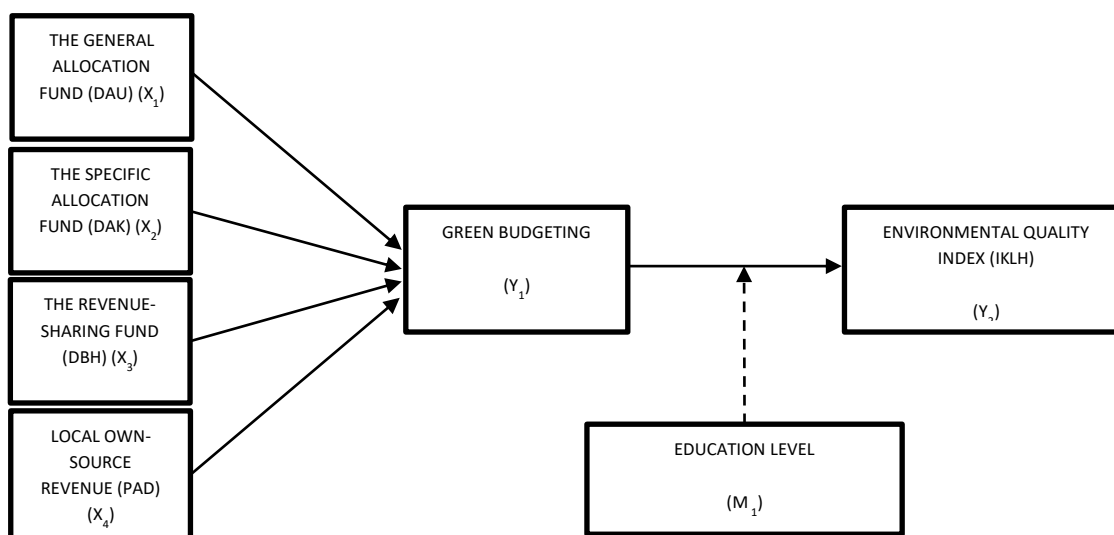 THE GENERAL
ALLOCATION
FUND (DAU) (X₁)
THE SPECIFIC
ALLOCATION
FUND (DAK) (X₂)
THE REVENUE-
SHARING FUND
(DBH) (X₃)
LOCAL OWN-
SOURCE
REVENUE (PAD)
(X₄)
GREEN BUDGETING
(Y₁)
ENVIRONMENTAL QUALITY
INDEX (IKLH)
(Y₂)
EDUCATION LEVEL
(M₁)